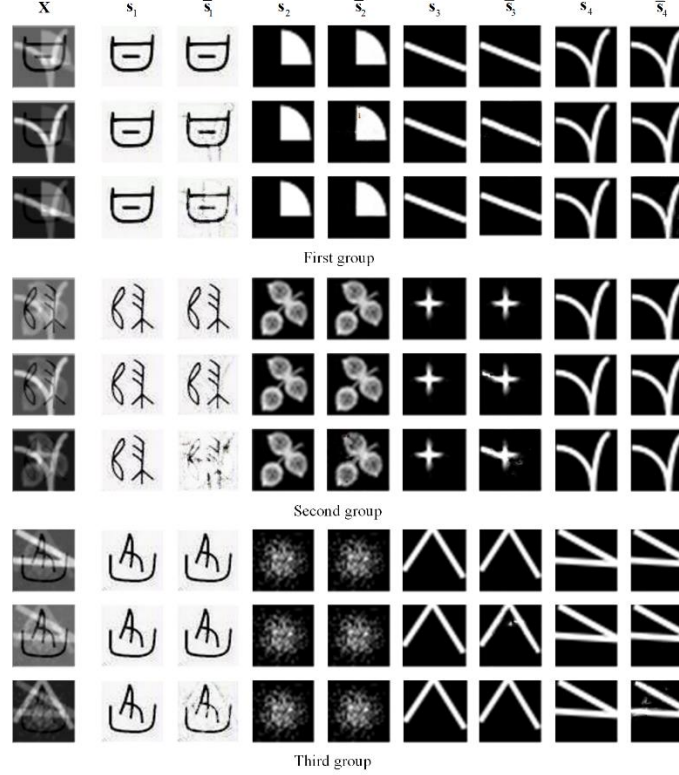 X s₁ s̄₁ s₂ s̄₂ s₃ s̄₃ s₄ s̄₄
First group
Second group
Third group